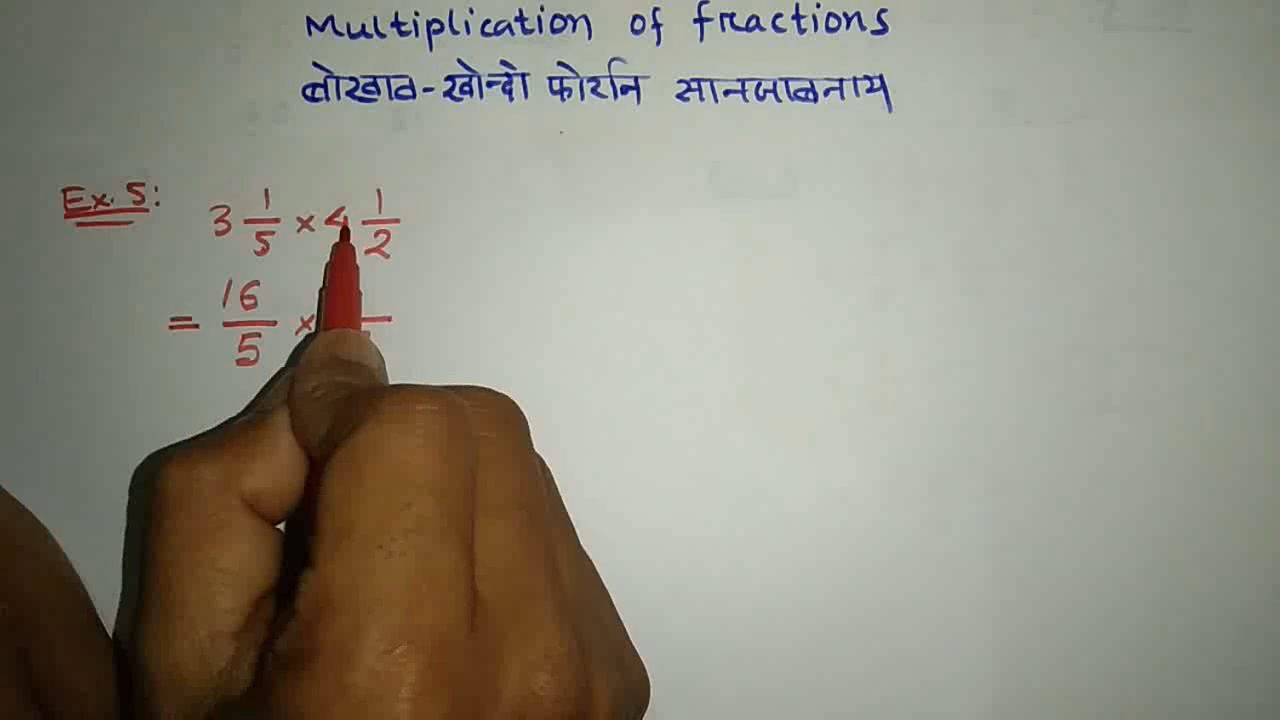 Multiplication of fractions
बोखाव-खोन्दो फोरनि सानजाबनाय
Ex. 5: 3 1/5 × 4 1/2
= 16/5 ×